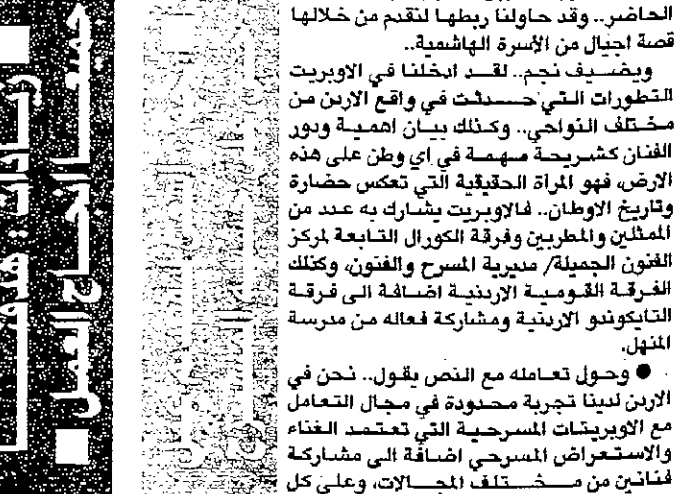 الحاضر.. وقد حاولنا ربطها لنقدم من خلالها
قصة اجيال من الأسرة الهاشمية..
ويضيف نجم.. لقد ادخلنا في الاوبريت
التطورات التي حدثت في واقع الاردن من
مختلف النواحي.. وكذلك بيان اهمية ودور
الفنان كشريحة مهمة في اي وطن على هذه
الارض، فهو المرآة الحقيقية التي تعكس حضارة
وتاريخ الاوطان.. فالاوبريت يشارك به عدد من
الممثلين والمطربين وفرقة الكورال التابعة لمركز
الفنون الجميلة/ مديرية المسرح والفنون، وكذلك
الفرقة القومية الاردنية اضافة الى فرقة
التايكوندو الاردنية ومشاركة فعاله من مدرسة
المنهل.
● وحول تعامله مع النص يقول.. نحن في
الاردن لدينا تجربة محدودة في مجال التعامل
مع الاوبريتات المسرحية التي تعتمد الغناء
والاستعراض المسرحي اضافة الى مشاركة
فنانين من مختلف المجالات، وعلى كل
جميعا انجاح العمل